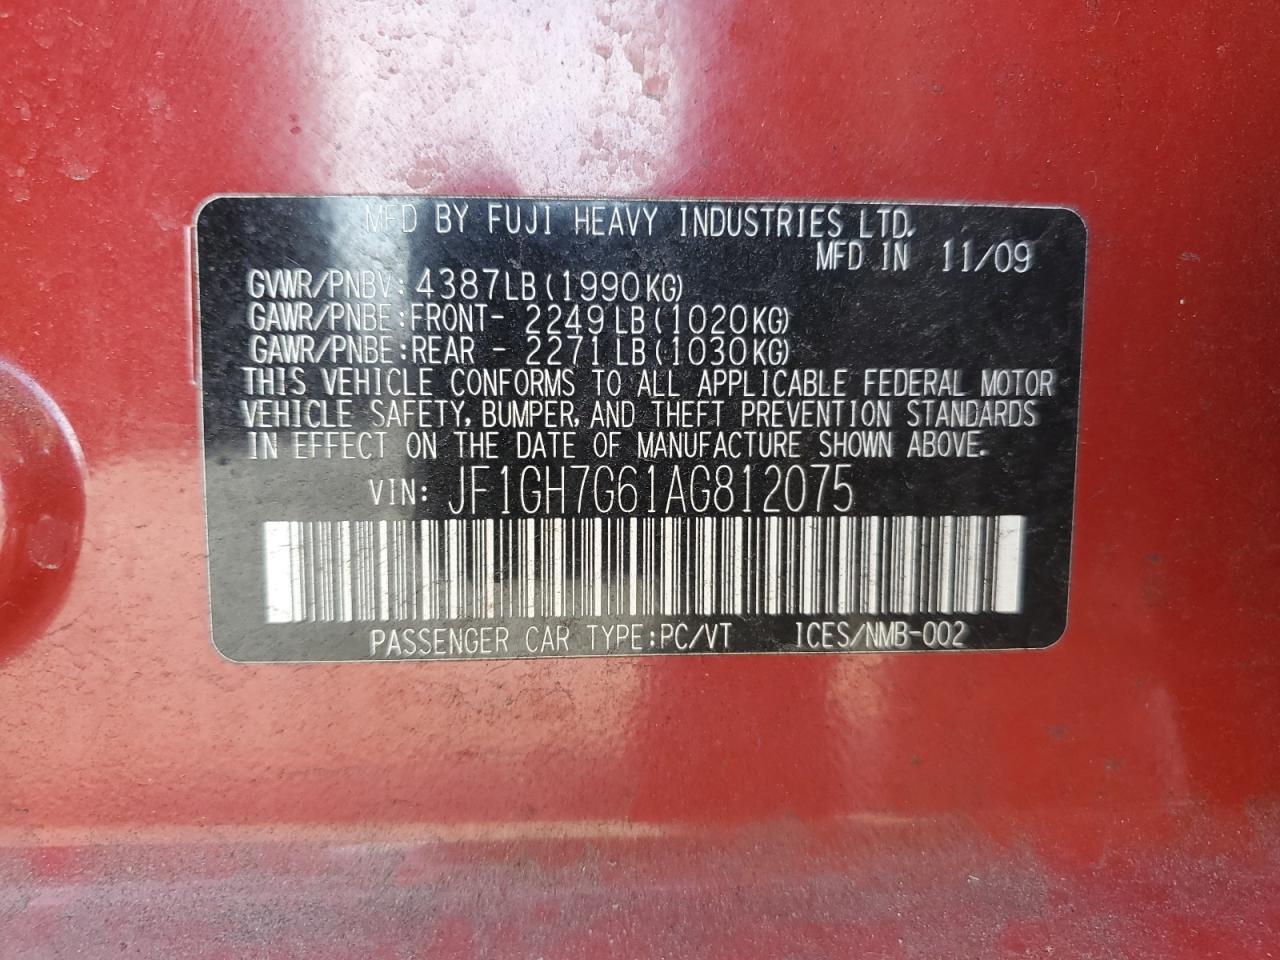 MFD BY FUJI HEAVY INDUSTRIES LTD.
MFD IN 11/09
GVWR/PNBV: 4387LB(1990KG)
GAWR/PNBE:FRONT- 2249LB(1020KG)
GAWR/PNBE:REAR - 2271LB(1030KG)
THIS VEHICLE CONFORMS TO ALL APPLICABLE FEDERAL MOTOR
VEHICLE SAFETY, BUMPER, AND THEFT PREVENTION STANDARDS
IN EFFECT ON THE DATE OF MANUFACTURE SHOWN ABOVE.
VIN: JF1GH7G61AG812075
PASSENGER CAR TYPE:PC/VT ICES/NMB-002